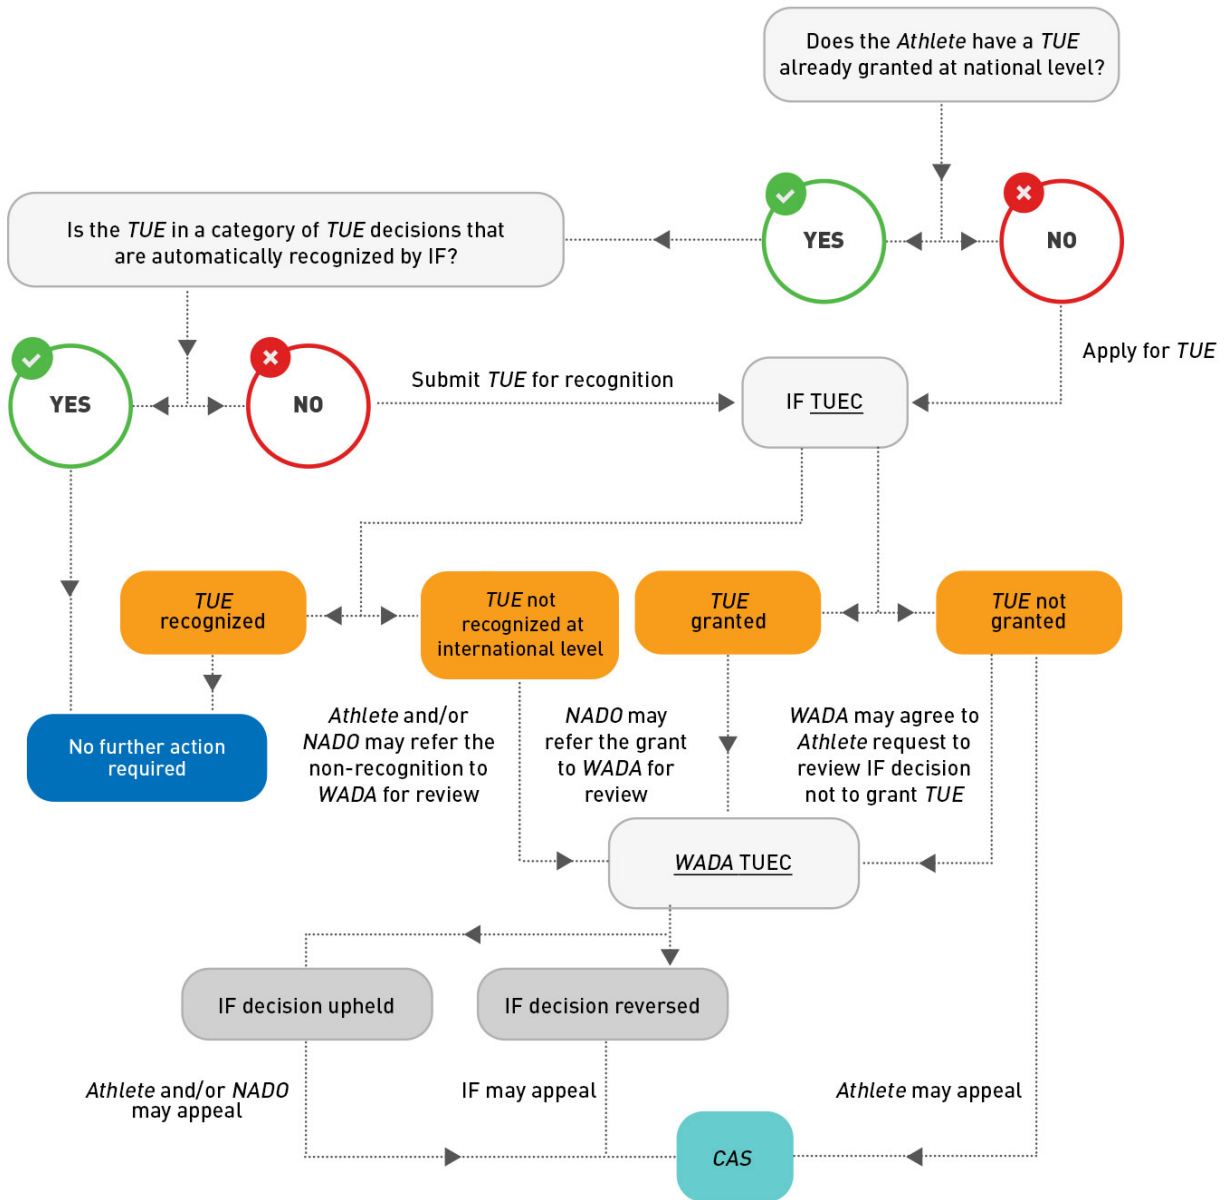 Does the Athlete have a TUE
already granted at national level?
YES
NO
Is the TUE in a category of TUE decisions that
are automatically recognized by IF?
YES
NO
Submit TUE for recognition
Apply for TUE
IF TUEC
TUE
recognized
TUE not
recognized at
international level
TUE
granted
TUE not
granted
No further action
required
Athlete and/or
NADO may refer the
non-recognition to
WADA for review
NADO may
refer the grant
to WADA for
review
WADA may agree to
Athlete request to
review IF decision
not to grant TUE
WADA TUEC
IF decision upheld
IF decision reversed
Athlete and/or NADO
may appeal
IF may appeal
Athlete may appeal
CAS